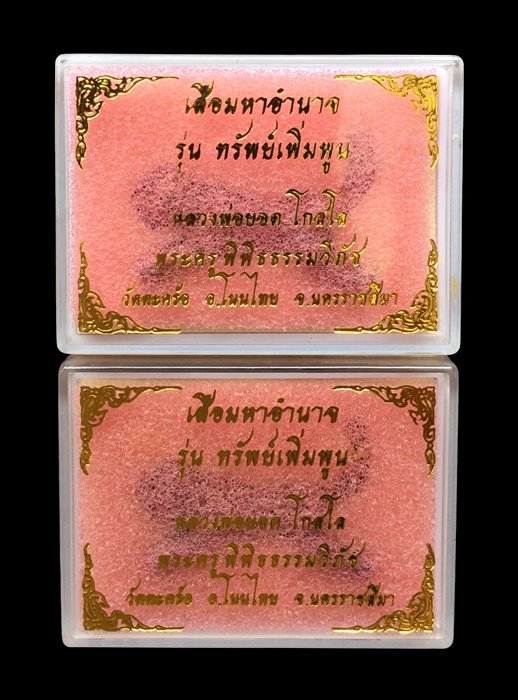 เสือมหาอำนาจ
รุ่น ทรัพย์เพิ่มพูน
หลวงพ่อยอด โกสโล
พระครูพิพิธธรรมวิภัช
วัดตะคร้อ อ.โนนไทย จ.นครราชสีมา
เสือมหาอำนาจ
รุ่น ทรัพย์เพิ่มพูน
หลวงพ่อยอด โกสโล
พระครูพิพิธธรรมวิภัช
วัดตะคร้อ อ.โนนไทย จ.นครราชสีมา